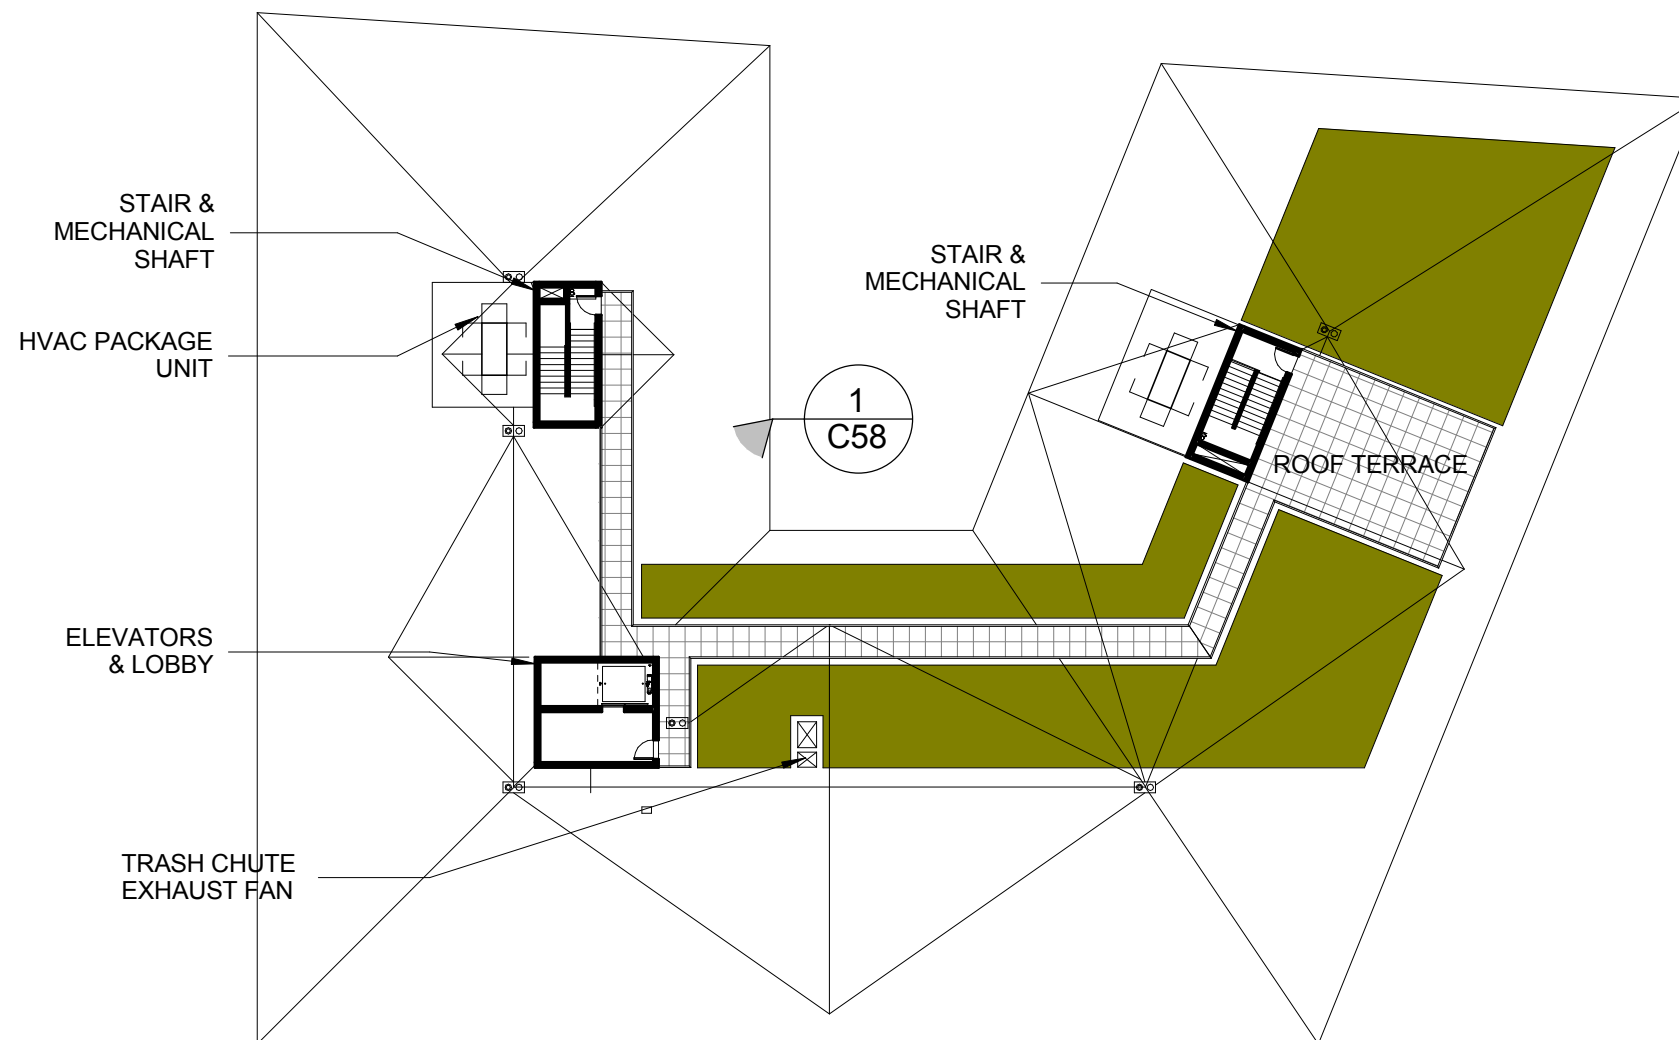 STAIR &
MECHANICAL
SHAFT
HVAC PACKAGE
UNIT
STAIR &
MECHANICAL
SHAFT
1
C58
ROOF TERRACE
ELEVATORS
& LOBBY
TRASH CHUTE
EXHAUST FAN